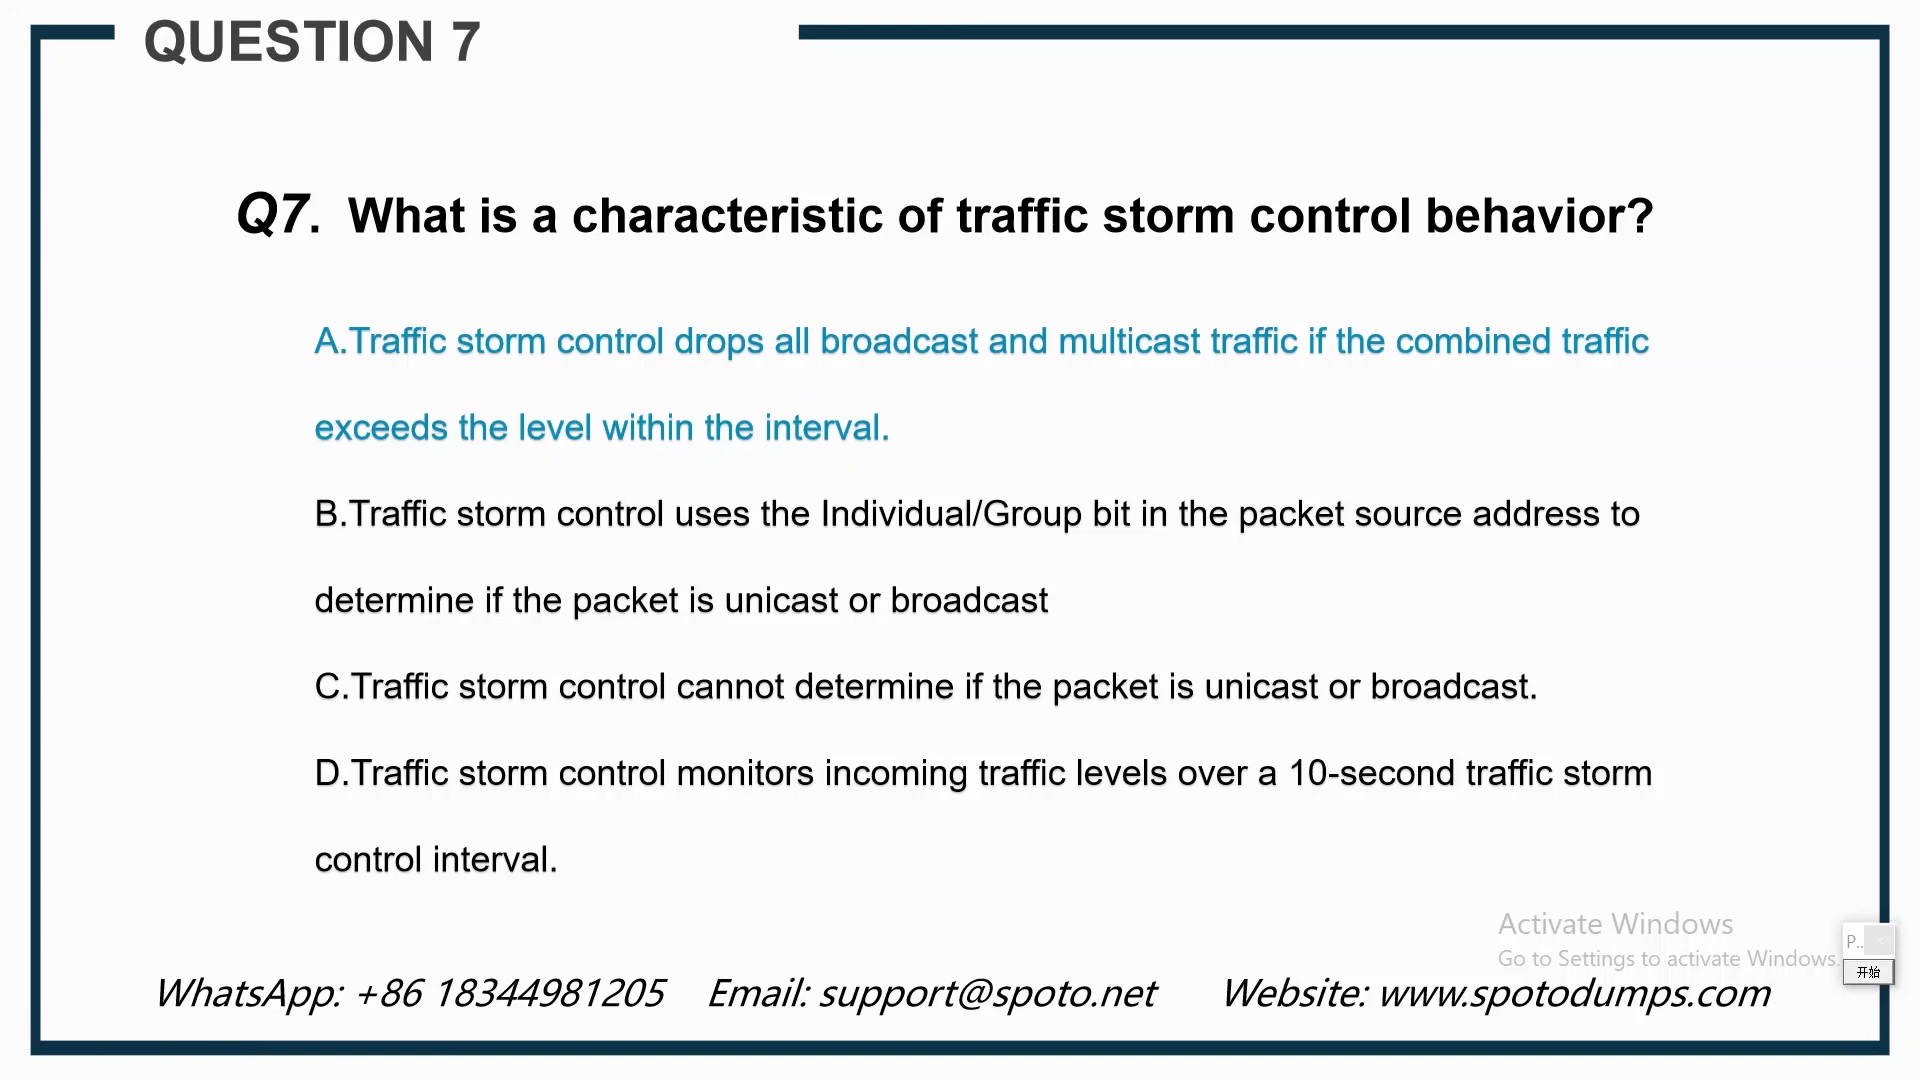 QUESTION 7
Q7. What is a characteristic of traffic storm control behavior?
A.Traffic storm control drops all broadcast and multicast traffic if the combined traffic
exceeds the level within the interval.
B.Traffic storm control uses the Individual/Group bit in the packet source address to
determine if the packet is unicast or broadcast
C.Traffic storm control cannot determine if the packet is unicast or broadcast.
D.Traffic storm control monitors incoming traffic levels over a 10-second traffic storm
control interval.
Activate Windows
Go to Settings to activate Windows.
P..
开始
WhatsApp: +86 18344981205 Email: support@spoto.net Website: www.spotodumps.com